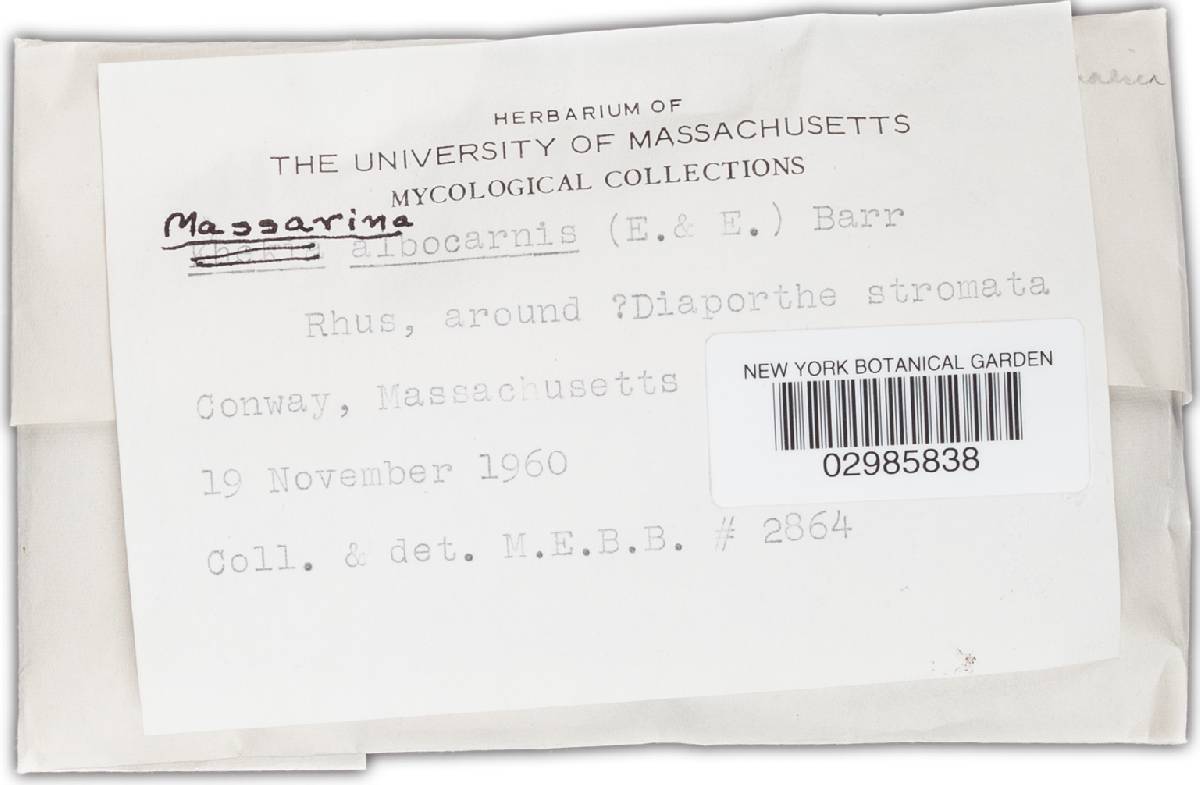 HERBARIUM OF
THE UNIVERSITY OF MASSACHUSETTS
MYCOLOGICAL COLLECTIONS
Massarina
albocarnis (E.& E.) Barr
Rhus, around ?Diaporthe stromata
Conway, Massachusetts
19 November 1960
Coll. & det. M.E.B.B. # 2864
NEW YORK BOTANICAL GARDEN
02985838